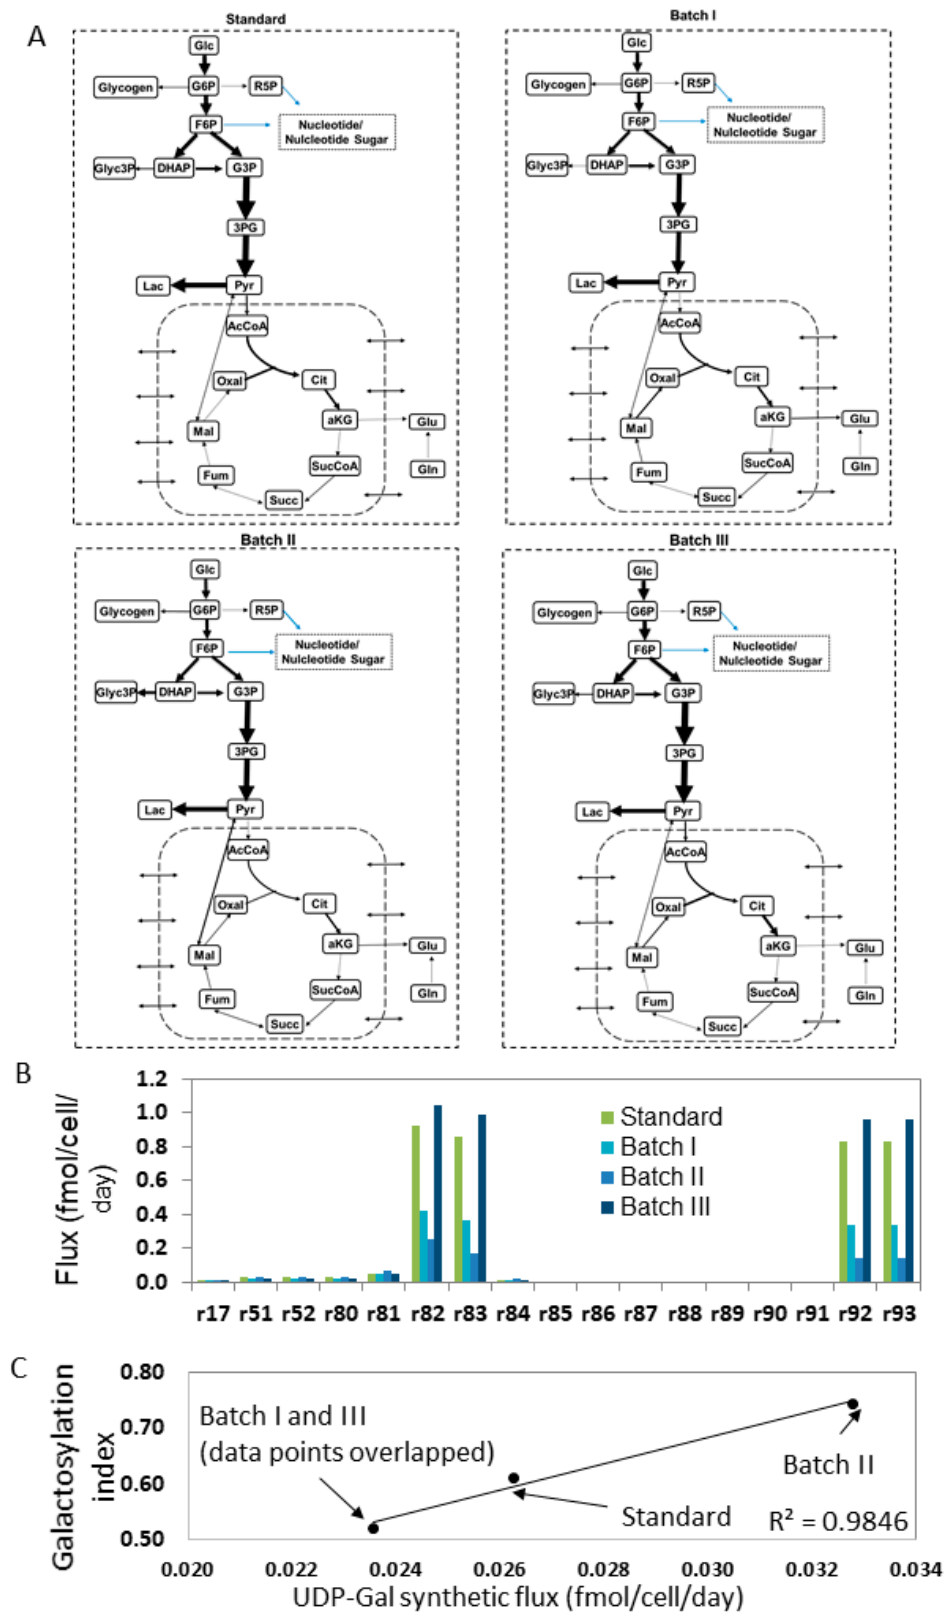 A
Standard
Glc
Glycogen
G6P
R5P
F6P
Nucleotide/
Nulcleotide Sugar
Glyc3P
DHAP
G3P
3PG
Lac
Pyr
AcCoA
Oxal
Cit
Mal
aKG
Glu
Fum
SucCoA
Gln
Succ
Batch I
Glc
Glycogen
G6P
R5P
F6P
Nucleotide/
Nulcleotide Sugar
Glyc3P
DHAP
G3P
3PG
Lac
Pyr
AcCoA
Oxal
Cit
Mal
aKG
Glu
Fum
SucCoA
Gln
Succ
Batch II
Glc
Glycogen
G6P
R5P
F6P
Nucleotide/
Nulcleotide Sugar
Glyc3P
DHAP
G3P
3PG
Lac
Pyr
AcCoA
Oxal
Cit
Mal
aKG
Glu
Fum
SucCoA
Gln
Succ
Batch III
Glc
Glycogen
G6P
R5P
F6P
Nucleotide/
Nulcleotide Sugar
Glyc3P
DHAP
G3P
3PG
Lac
Pyr
AcCoA
Oxal
Cit
Mal
aKG
Glu
Fum
SucCoA
Gln
Succ
B
Flux (fmol/cell/
day)
1.2
1.0
0.8
0.6
0.4
0.2
0.0
Standard
Batch I
Batch II
Batch III
r17 r51 r52 r80 r81 r82 r83 r84 r85 r86 r87 r88 r89 r90 r91 r92 r93
C
Galactosylation
index
0.80
0.70
0.60
0.50
Batch I and III
(data points overlapped)
Batch II
Standard
R² = 0.9846
0.020 0.022 0.024 0.026 0.028 0.030 0.032 0.034
UDP-Gal synthetic flux (fmol/cell/day)